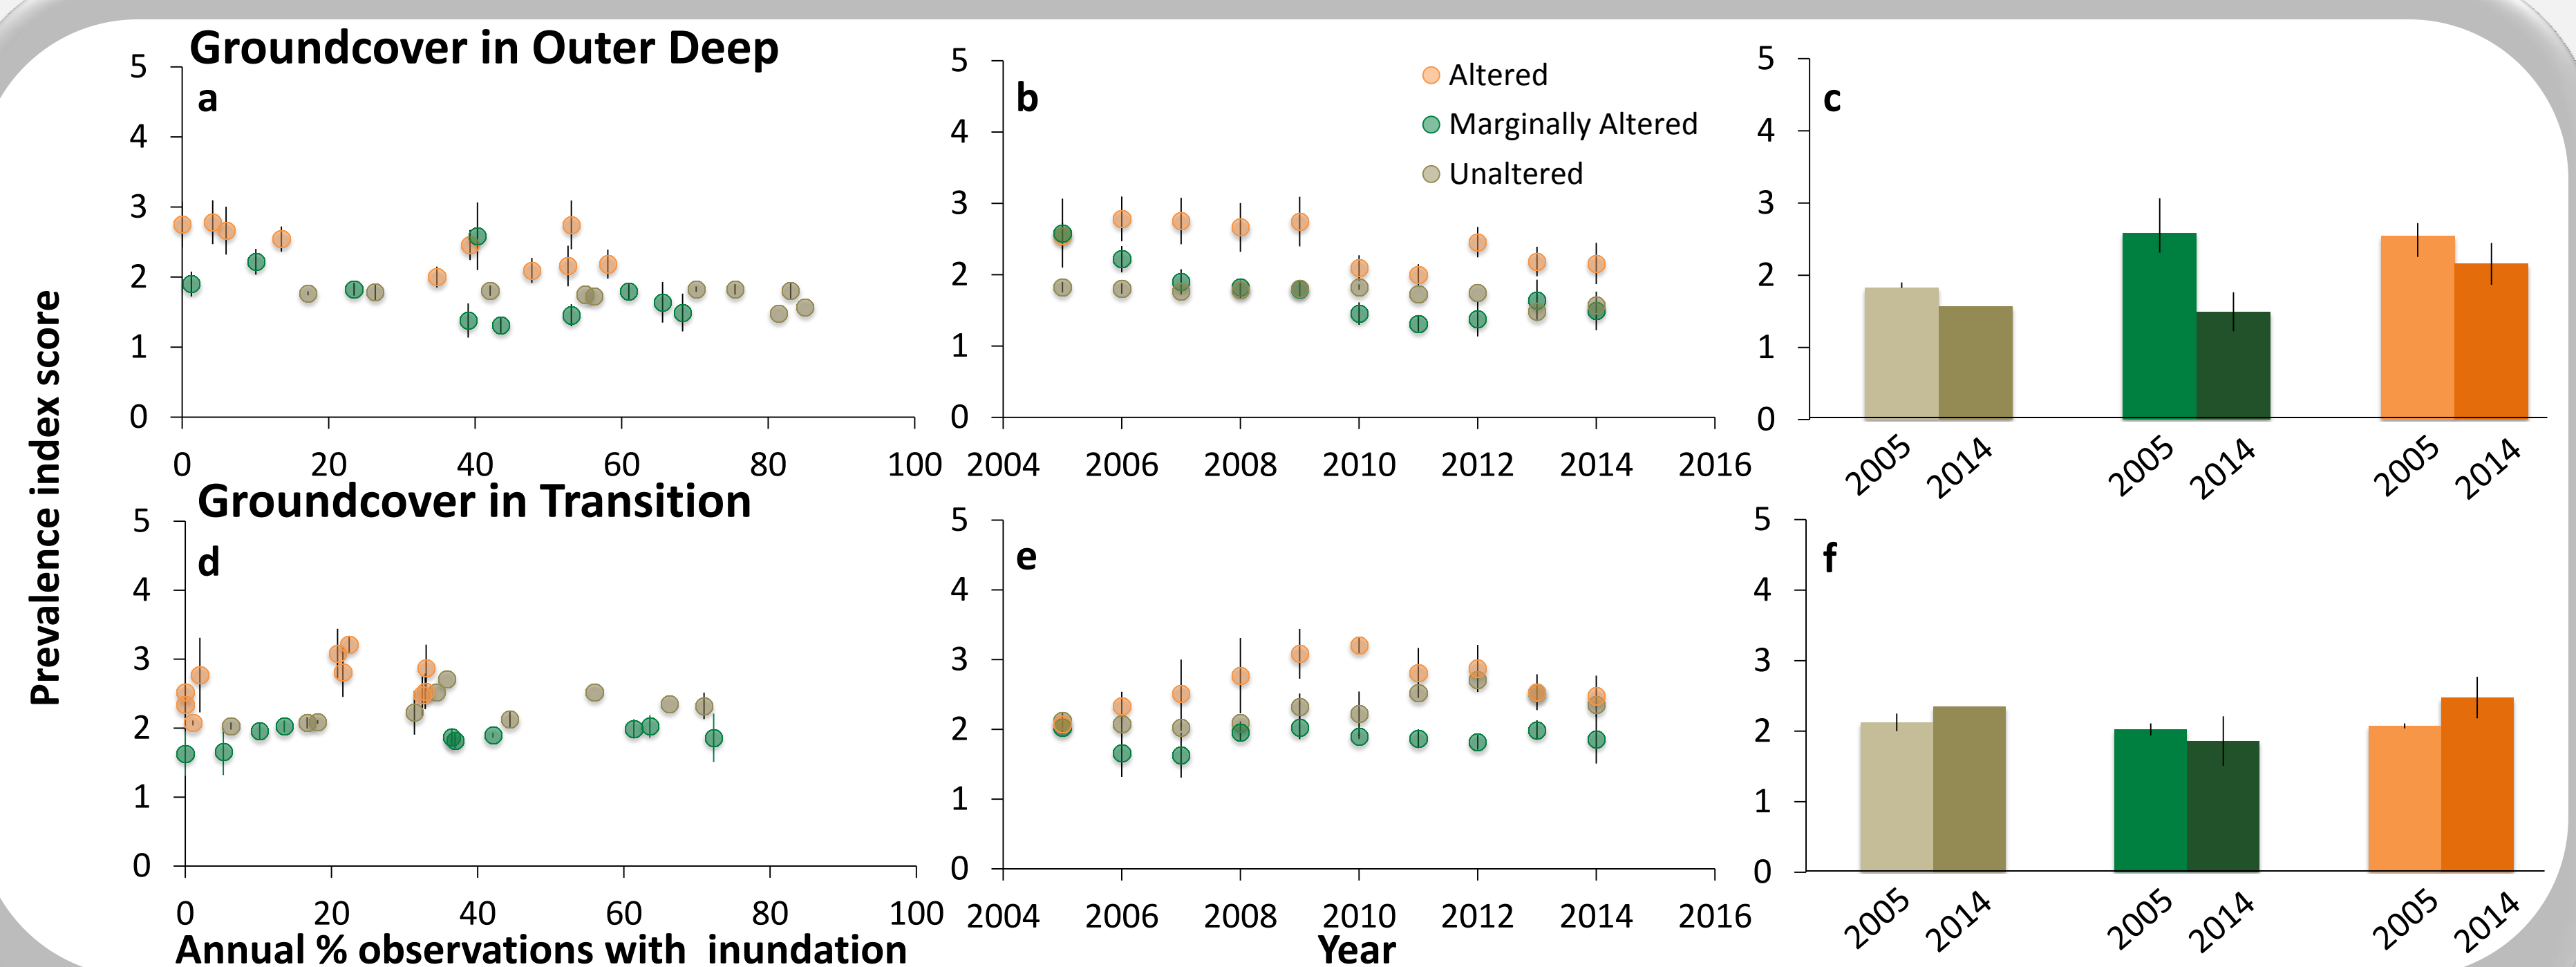 Groundcover in Outer Deep
Prevalence index score
a
5
4
3
2
1
0
0 20 40 60 80 100
b
Altered
Marginally Altered
Unaltered
5
4
3
2
1
0
2004 2006 2008 2010 2012 2014 2016
c
5
4
3
2
1
0
2005 2014 2005 2014 2005 2014
Groundcover in Transition
d
5
4
3
2
1
0
0 20 40 60 80 100
Annual % observations with inundation
e
5
4
3
2
1
0
2004 2006 2008 2010 2012 2014 2016
Year
f
5
4
3
2
1
0
2005 2014 2005 2014 2005 2014